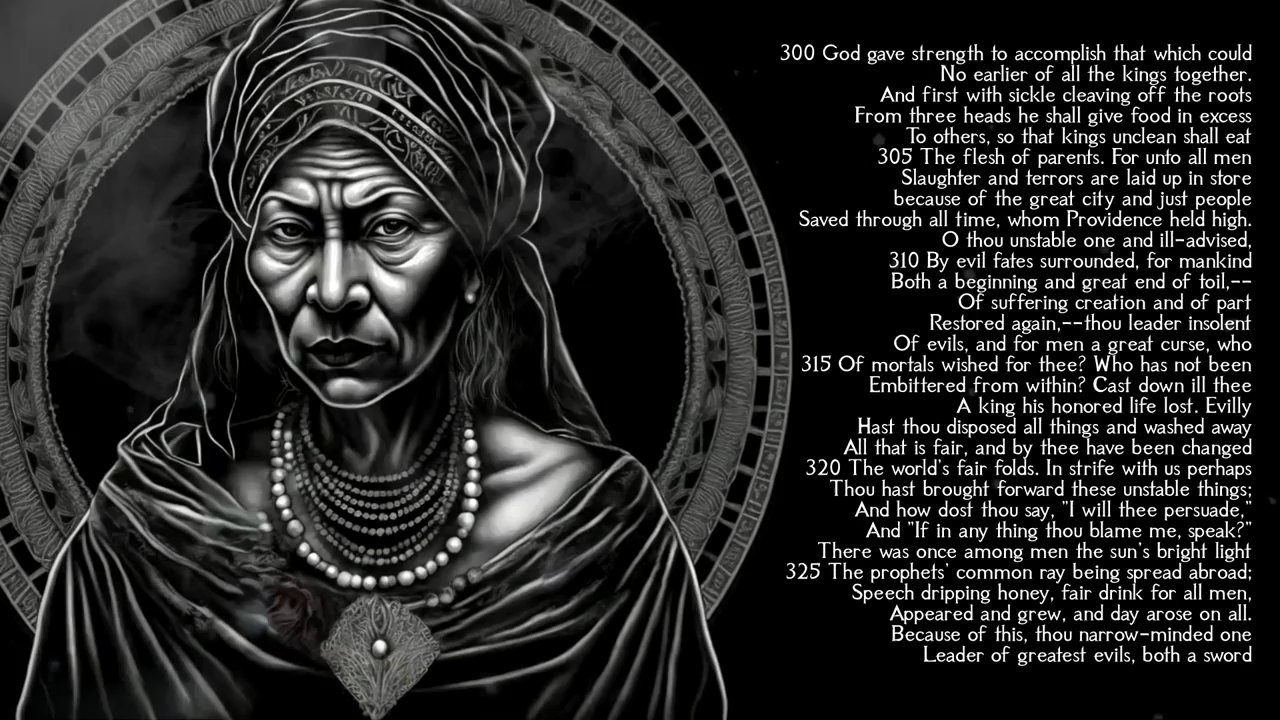 300 God gave strength to accomplish that which could
No earlier of all the kings together.
And first with sickle cleaving off the roots
From three heads he shall give food in excess
To others, so that kings unclean shall eat
305 The flesh of parents. For unto all men
Slaughter and terrors are laid up in store
because of the great city and just people
Saved through all time, whom Providence held high.
O thou unstable one and ill-advised,
310 By evil fates surrounded, for mankind
Both a beginning and great end of toil,--
Of suffering creation and of part
Restored again,--thou leader insolent
Of evils, and for men a great curse, who
315 Of mortals wished for thee? Who has not been
Embittered from within? Cast down ill thee
A king his honored life lost. Evilly
Hast thou disposed all things and washed away
All that is fair, and by thee have been changed
320 The world's fair folds. In strife with us perhaps
Thou hast brought forward these unstable things;
And how dost thou say, "I will thee persuade,"
And "If in any thing thou blame me, speak?"
There was once among men the sun's bright light
325 The prophets' common ray being spread abroad;
Speech dripping honey, fair drink for all men,
Appeared and grew, and day arose on all.
Because of this, thou narrow-minded one
Leader of greatest evils, both a sword